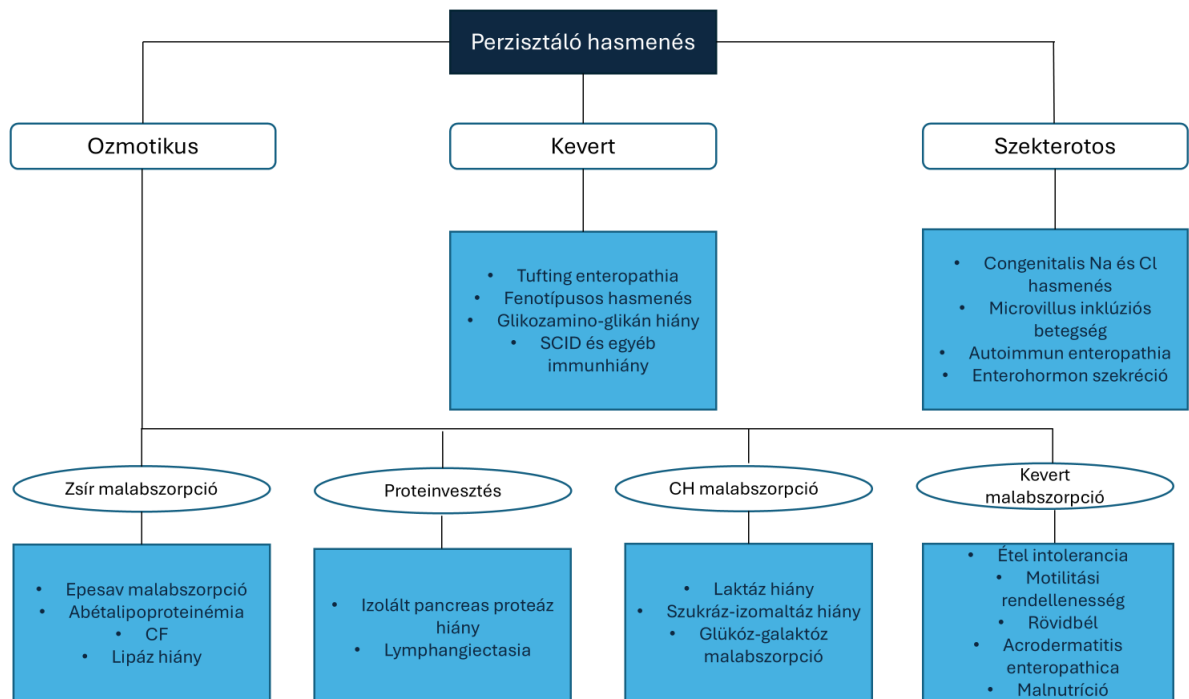 Perzisztáló hasmenés
Ozmotikus
Kevert
Szekterotos
• Tufting enteropathia
• Fenotípusos hasmenés
• Glikozamino-glikán hiány
• SCID és egyéb
immunhiány
• Congenitalis Na és Cl
hasmenés
• Microvillus inklúziós
betegség
• Autoimmun enteropathia
• Enterohormon szekréció
Zsír malabszorpció
Proteinvesztés
CH malabszorpció
Kevert
malabszorpció
• Epesav malabszorpció
• Abétalipoproteinémia
• CF
• Lipáz hiány
• Izolált pancreas proteáz
hiány
• Lymphangiectasia
• Laktáz hiány
• Szukráz-izomaltáz hiány
• Glükóz-galaktóz
malabszorpció
• Étel intolerancia
• Motilitási
rendellenesség
• Rövidbél
• Acrodermatitis
enteropathica
• Malnutríció